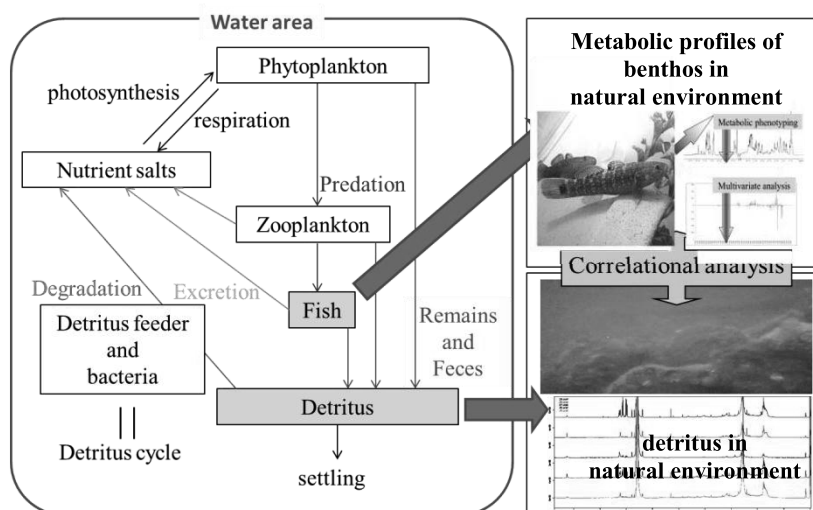 Water area
Phytoplankton
photosynthesis
respiration
Nutrient salts
Predation
Zooplankton
Degradation
Excretion
Fish
Remains
and
Feces
Detritus feeder
and
bacteria
Detritus
Detritus cycle
settling
Metabolic profiles of
benthos in
natural environment
Metabolic phenotyping
Multivariate analysis
Correlational analysis
detritus in
natural environment